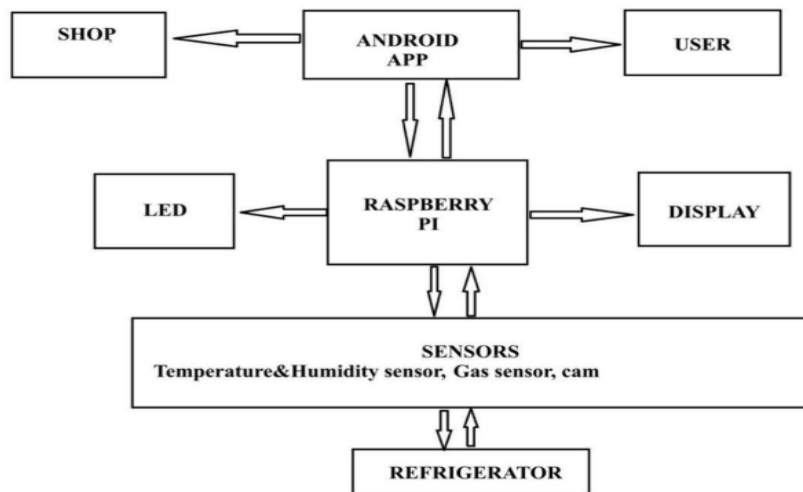 SHOP
ANDROID
APP
USER
LED
RASPBERRY
PI
DISPLAY
SENSORS
Temperature&Humidity sensor, Gas sensor, cam
REFRIGERATOR